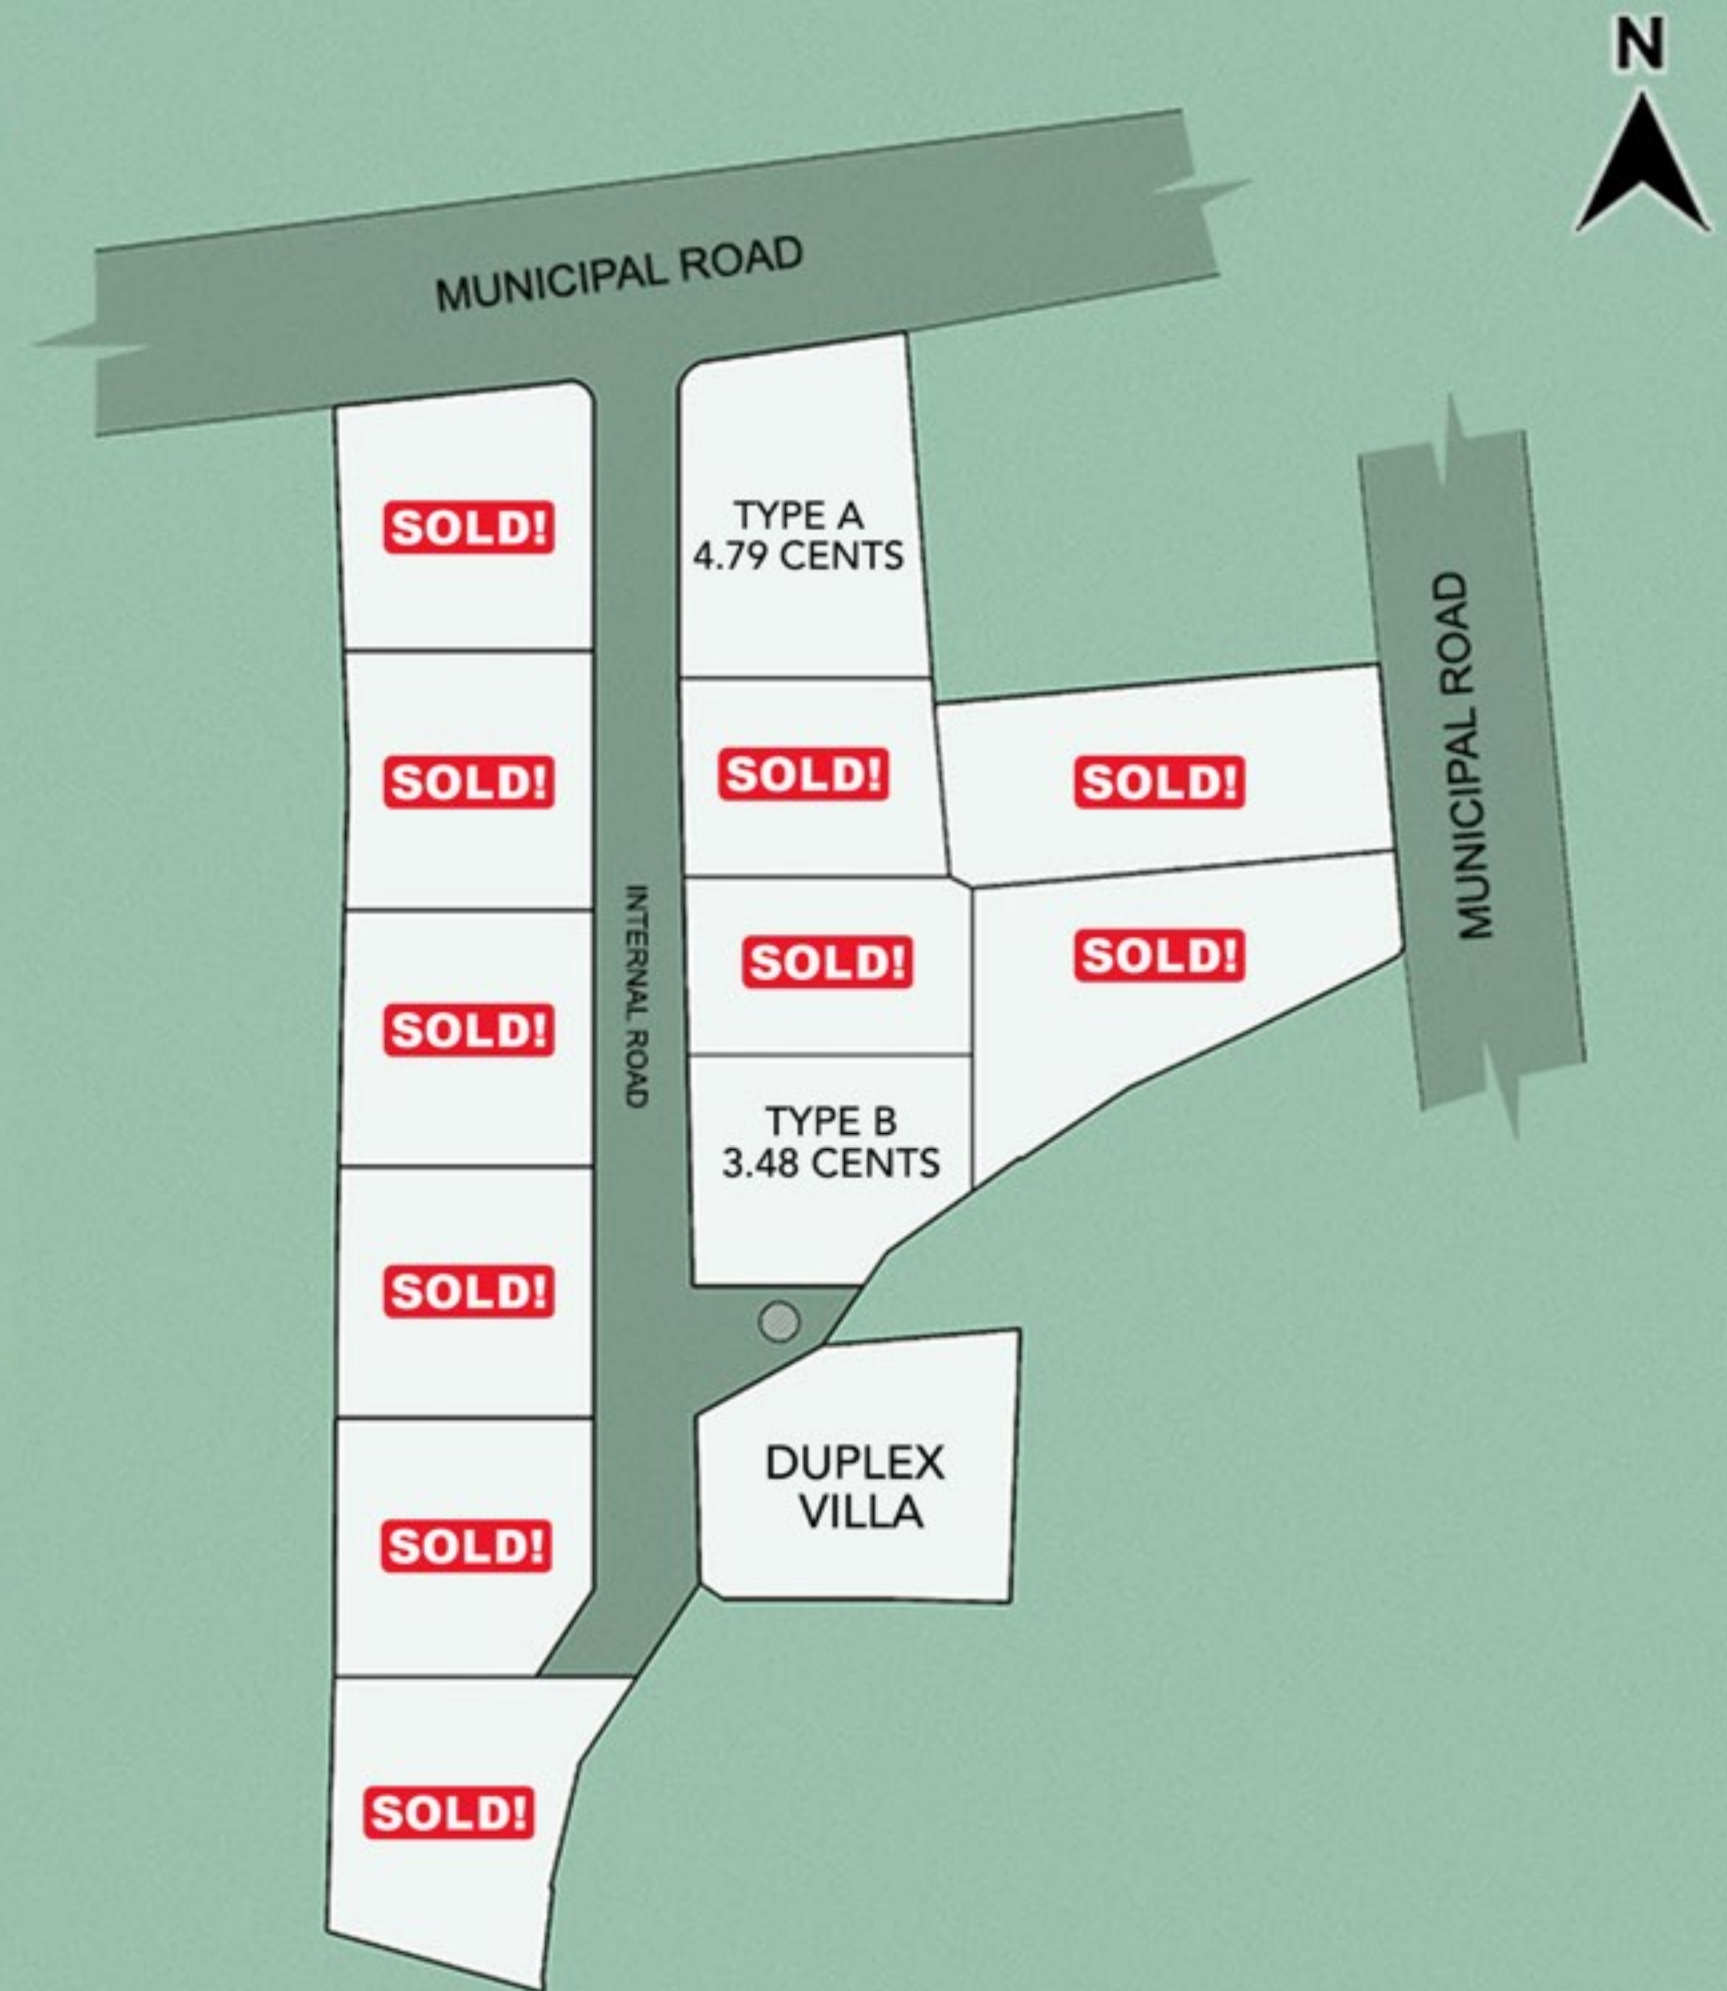 N
MUNICIPAL ROAD
SOLD!
TYPE A
4.79 CENTS
SOLD!
SOLD!
SOLD!
MUNICIPAL ROAD
INTERNAL ROAD
SOLD!
SOLD!
SOLD!
TYPE B
3.48 CENTS
SOLD!
DUPLEX
VILLA
SOLD!
SOLD!